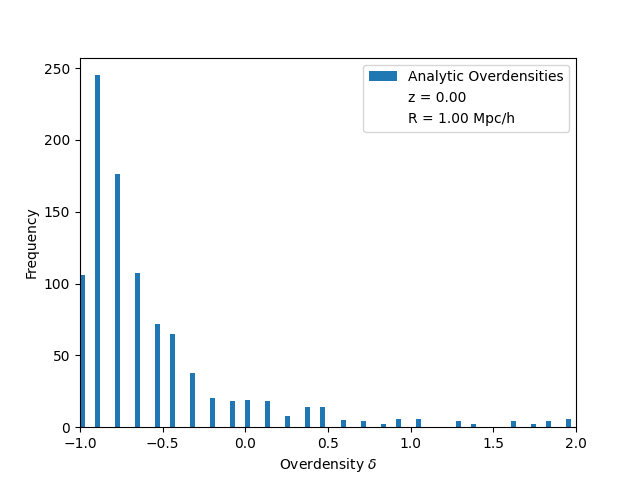 250
200
150
100
50
0
Frequency
Analytic Overdensities
z = 0.00
R = 1.00 Mpc/h
−1.0 −0.5 0.0 0.5 1.0 1.5 2.0
Overdensity δ